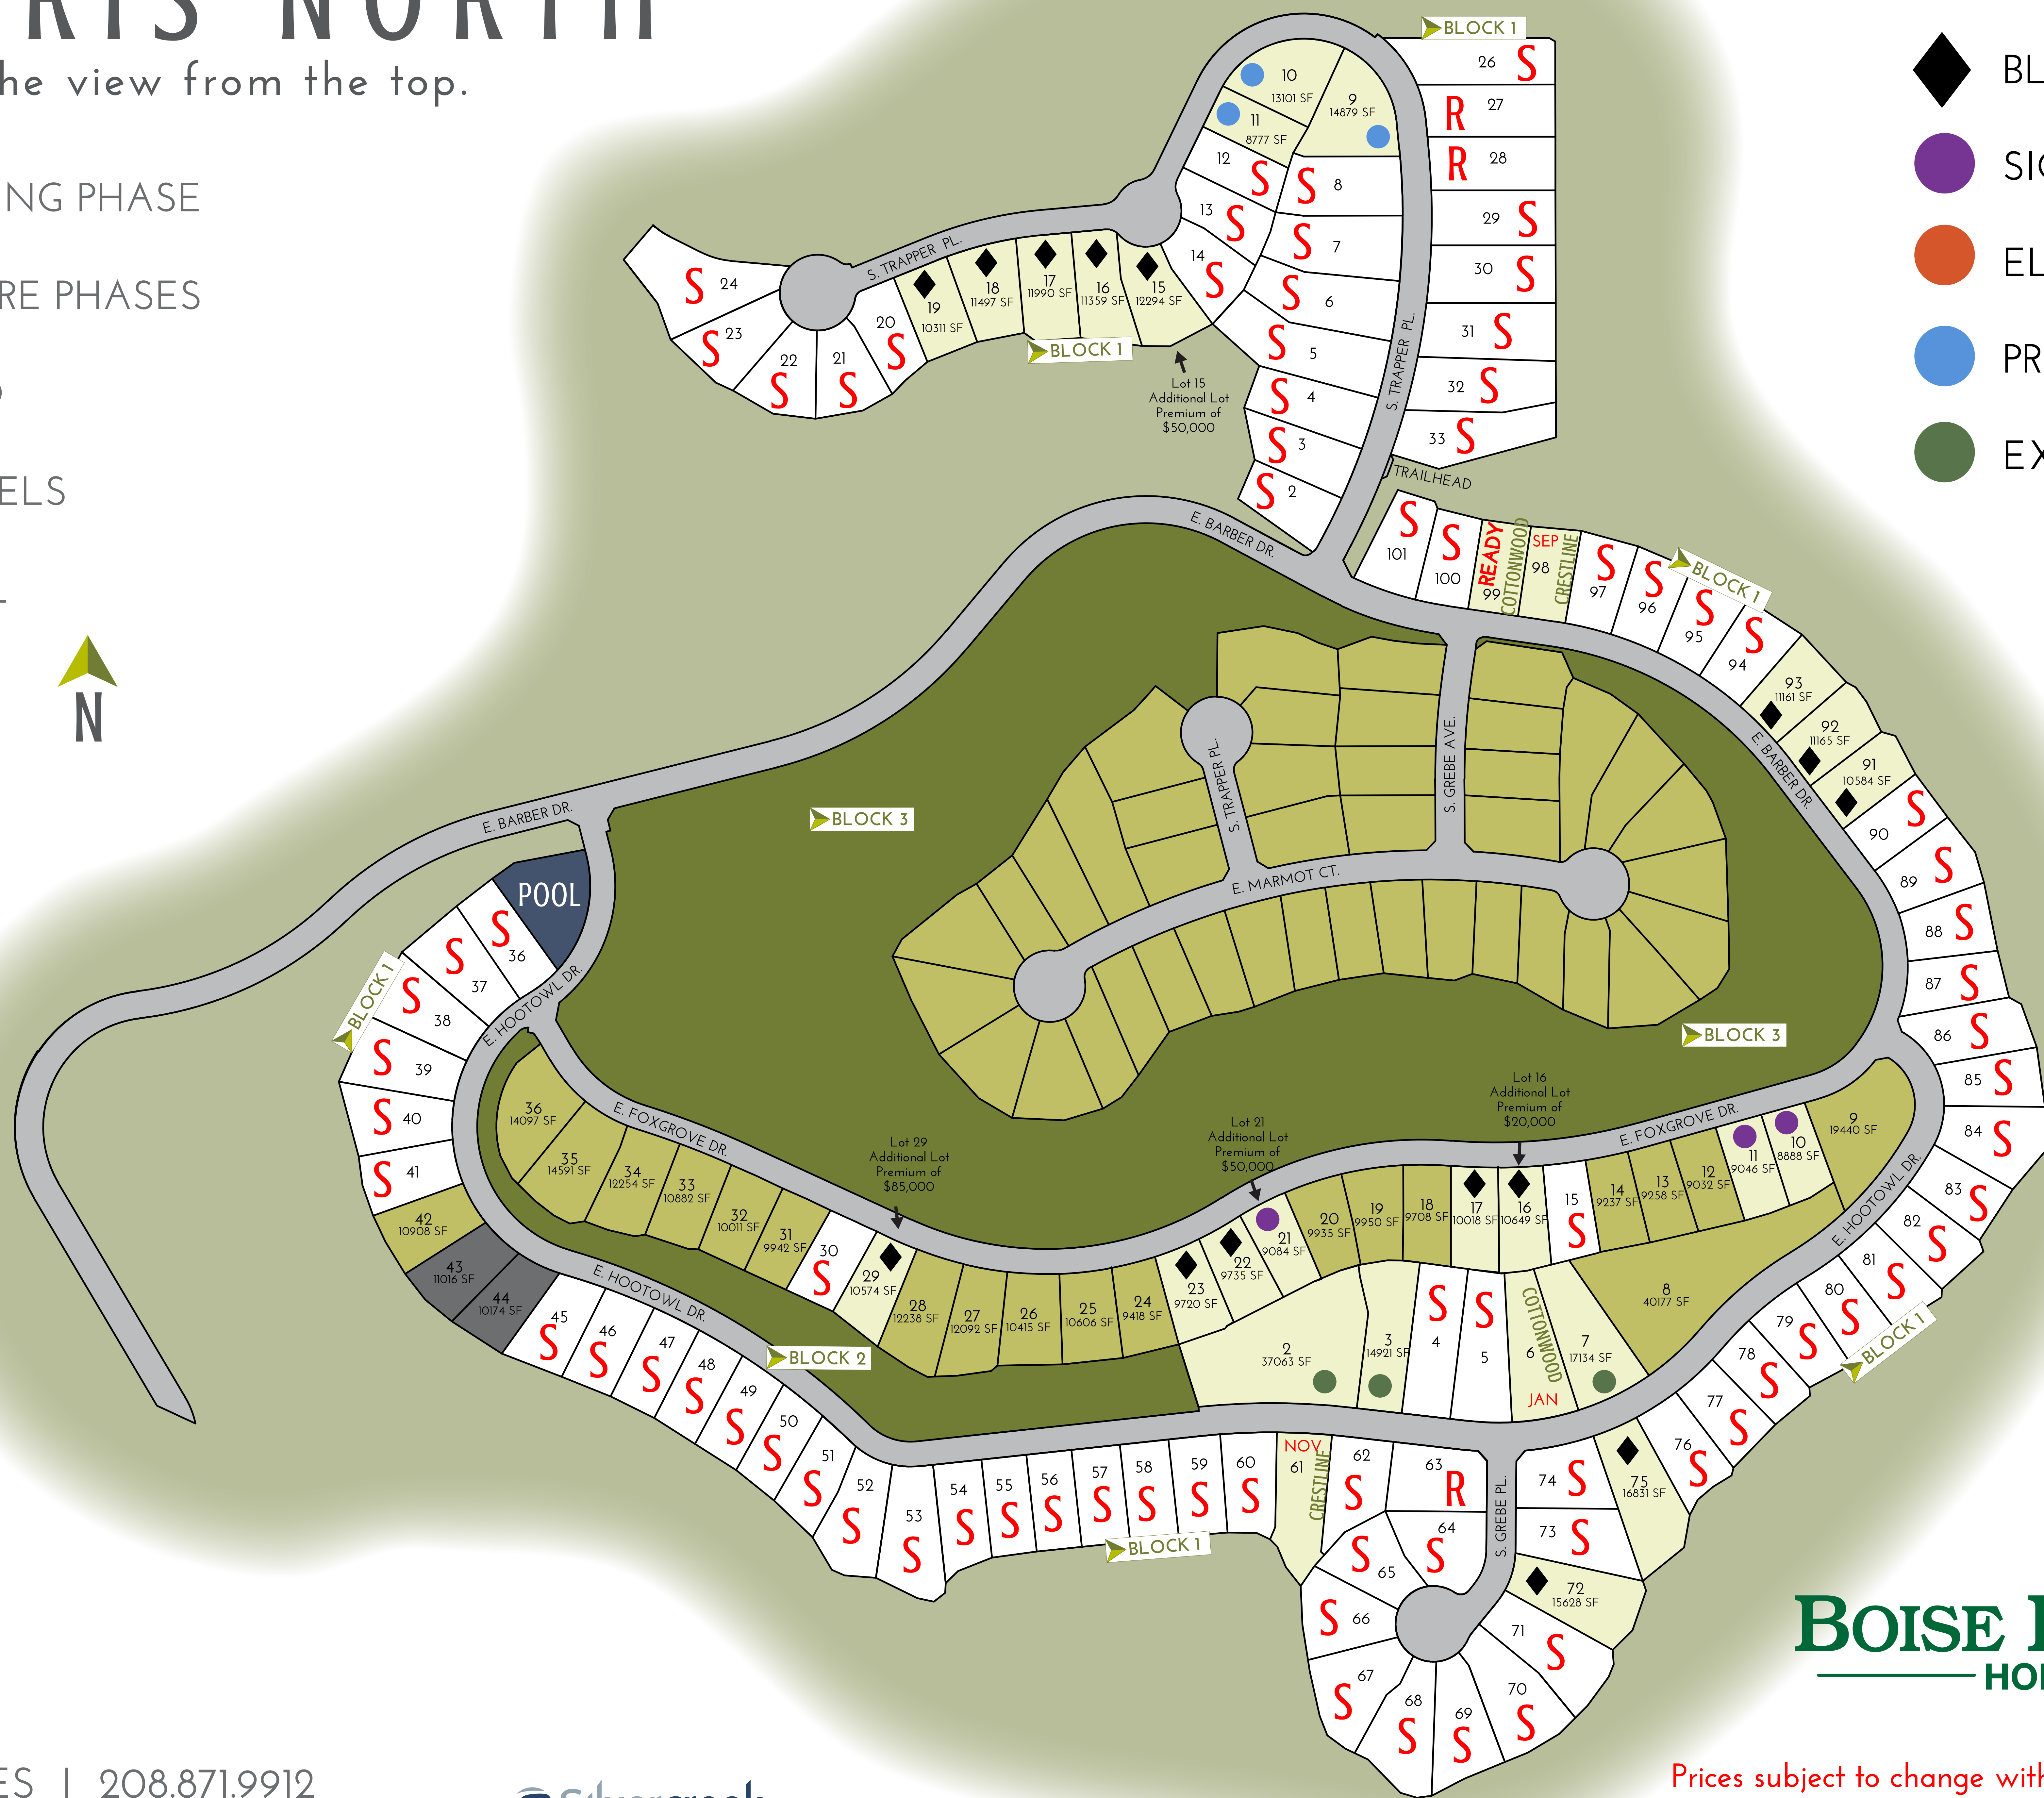 RIS NORTH
he view from the top.
NG PHASE
RE PHASES
ELS
N
BLOCK 1
26 S
R 27
R 28
29 S
30 S
31 S
32 S
33 S
10
13101 SF
9
14879 SF
11
8777 SF
12 S
S 8
13 S
S 7
14 S
S 6
S 5
S 4
S 3
S 2
S. TRAPPER PL.
S. TRAPPER PL.
S 24
S 23
22 S
21 S
20 S
19
10311 SF
18
11497 SF
17
11990 SF
16
11359 SF
15
12294 SF
BLOCK 1
Lot 15
Additional Lot
Premium of
$50,000
TRAILHEAD
E. BARBER DR.
S 101
S 100
READY
99
COTTONWOOD
SEP
98
CRESTLINE
S 97
S 96
S 95
S 94
BLOCK 1
93
11161 SF
92
11165 SF
91
10584 SF
E. BARBER DR.
90 S
89 S
88 S
87 S
86 S
85 S
84 S
83 S
82 S
81 S
80 S
79 S
78 S
77 S
76 S
BLOCK 1
S. TRAPPER PL.
S. GREBE AVE.
E. MARMOT CT.
BLOCK 3
BLOCK 3
E. BARBER DR.
POOL
S 36
S 37
S 38
S 39
S 40
S 41
BLOCK 1
E. HOOTOWL DR.
42
10908 SF
43
11016 SF
44
10174 SF
36
14097 SF
35
14591 SF
34
12254 SF
33
10882 SF
32
10011 SF
31
9942 SF
30
S
29
10574 SF
28
12238 SF
27
12092 SF
26
10415 SF
25
10606 SF
24
9418 SF
23
9720 SF
22
9735 SF
21
9084 SF
20
9935 SF
19
9950 SF
18
9708 SF
17
10018 SF
16
10649 SF
15
S
14
9237 SF
13
9258 SF
12
9032 SF
11
9046 SF
10
8888 SF
9
19440 SF
E. FOXGROVE DR.
E. FOXGROVE DR.
Lot 29
Additional Lot
Premium of
$85,000
Lot 21
Additional Lot
Premium of
$50,000
Lot 16
Additional Lot
Premium of
$20,000
E. HOOTOWL DR.
E. HOTOWL DR.
BLOCK 2
2
37063 SF
3
14921 SF
S
4
S
5
COTTONWOOD
6
JAN
7
17134 SF
8
40177 SF
45 S
46 S
47 S
48 S
49 S
50 S
51 S
52 S
53 S
54 S
55 S
56 S
57 S
58 S
59 S
60 S
NOV
61
CRESTLINE
62 S
63 R
64 S
S 65
S 66
67 S
68 S
69 S
70 S
71 S
72
15628 SF
73 S
74 S
75
16831 SF
S. GREBE PL.
BLOCK 1
BL
SIG
EL
PR
EX
BOISE
HO
ES | 208.871.9912
Silvercreek
Prices subject to change with